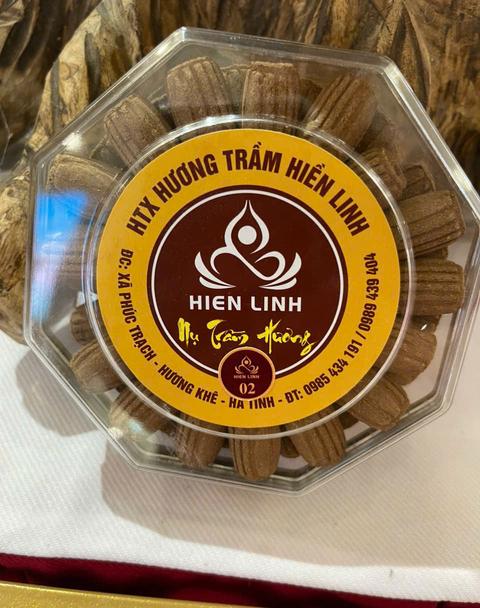 HTX HƯƠNG TRẦM HIỀN LINH
HIEN LINH
Nụ Trầm Hương
HIEN LINH
02
ĐC: XÃ PHÚC TRẠCH - HƯƠNG KHÊ - HÀ TĨNH - ĐT: 0985 434 191 / 0989 439 404